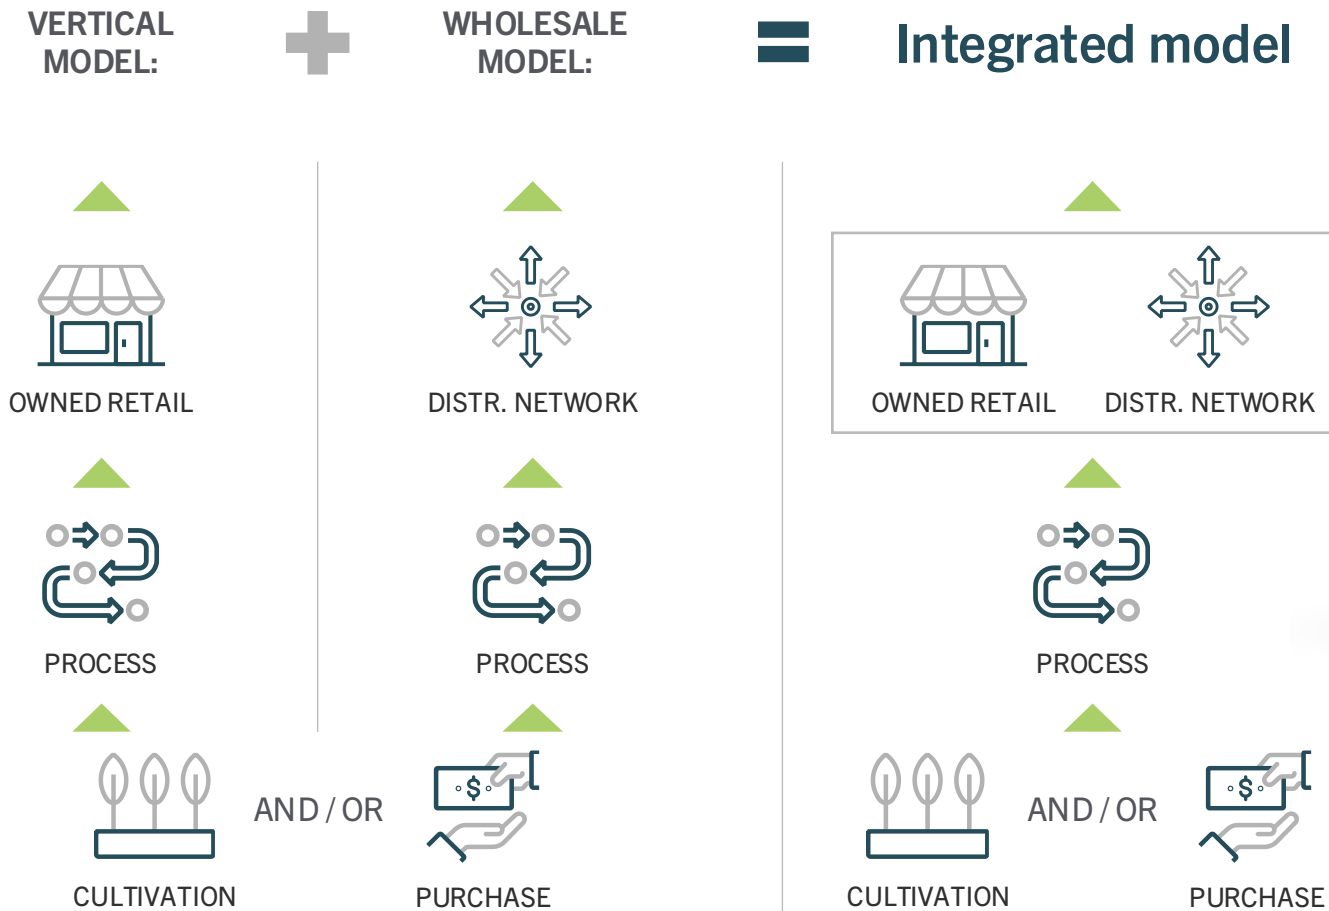 VERTICAL
MODEL:
WHOLESALE
MODEL:
Integrated model
OWNED RETAIL
DISTR. NETWORK
OWNED RETAIL
DISTR. NETWORK
PROCESS
PROCESS
PROCESS
$
AND / OR
$
AND / OR
CULTIVATION
PURCHASE
CULTIVATION
PURCHASE